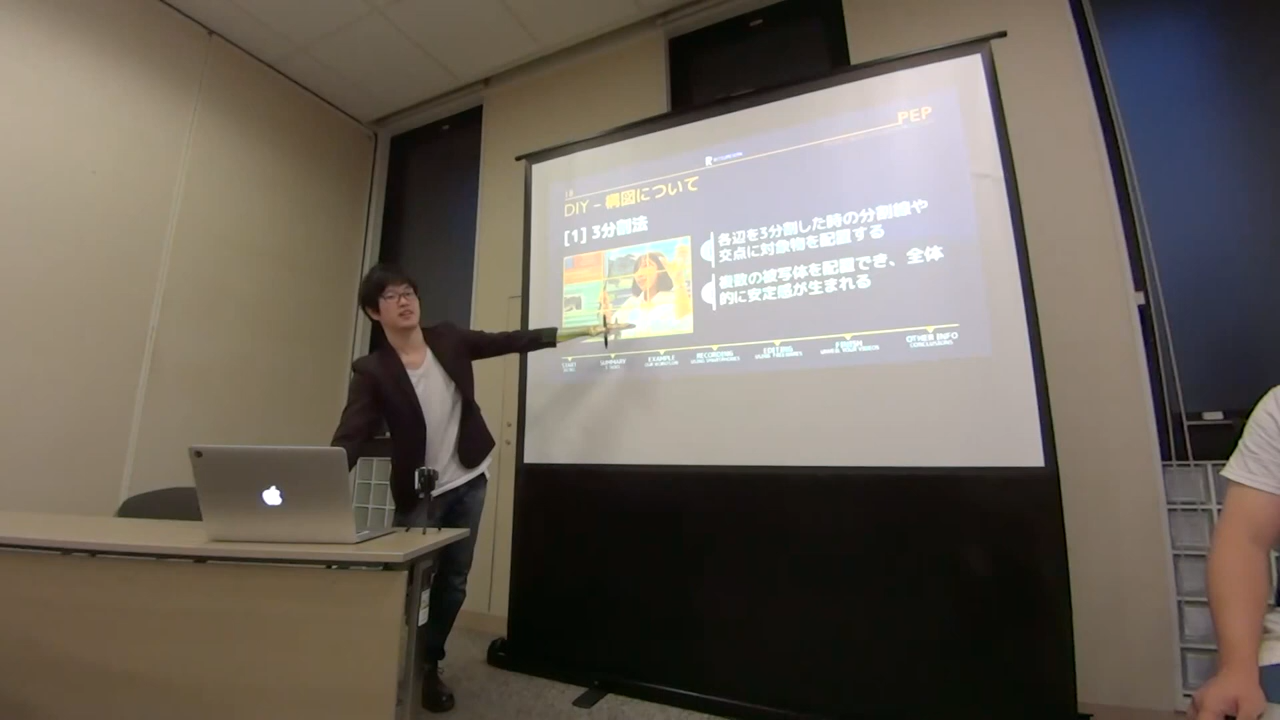 PEP
18
DIY – 構図について
[1] 3分割法
各辺を3分割した時の分割線や
交点に対象物を配置する
複数の被写体を配置でき、全体
的に安定感が生まれる
START
SUMMARY
EXAMPLE
RECORDING
EDITING
FINISH
OTHER INFO
CONCLUSIONS